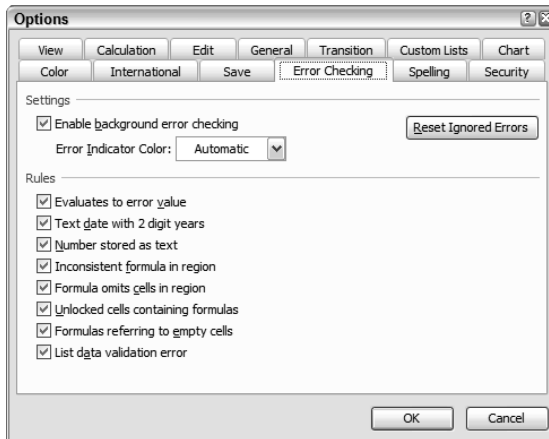 Options
View Calculation Edit General Transition Custom Lists Chart
Color International Save Error Checking Spelling Security
Settings
Enable background error checking Reset Ignored Errors
Error Indicator Color: Automatic
Rules
Evaluates to error value
Text date with 2 digit years
Number stored as text
Inconsistent formula in region
Formula omits cells in region
Unlocked cells containing formulas
Formulas referring to empty cells
List data validation error
OK Cancel